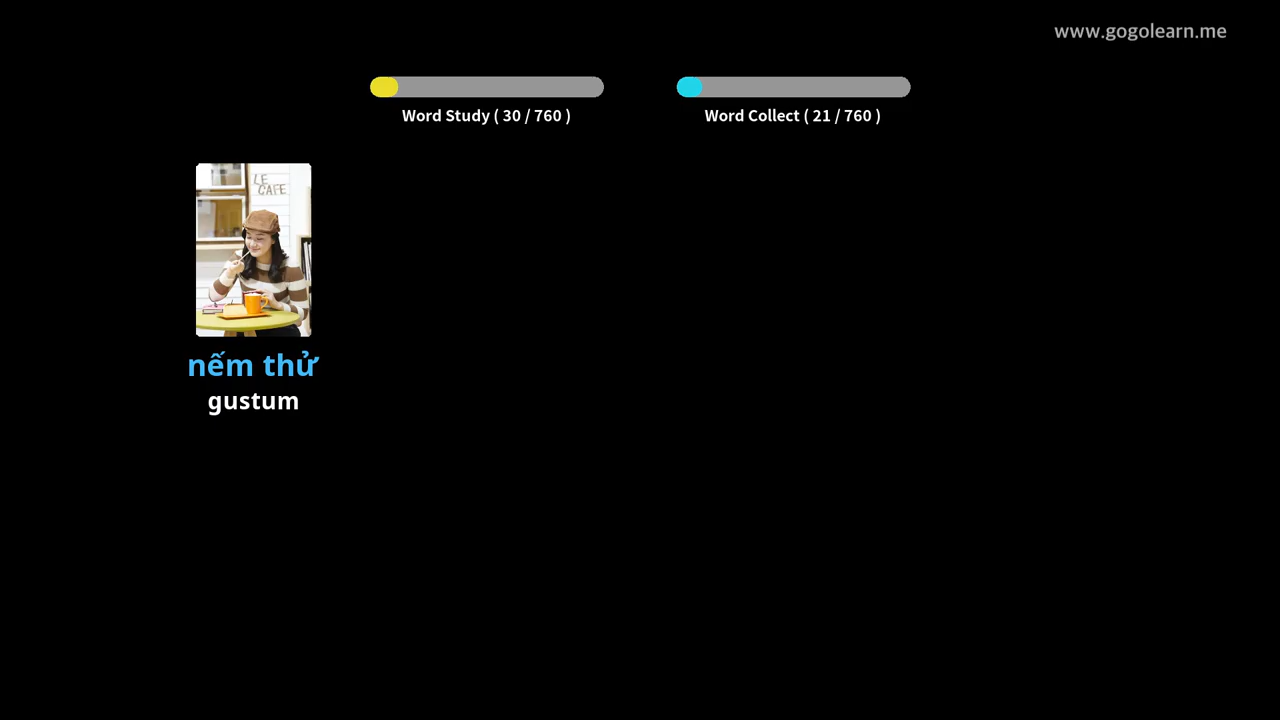 www.gogolearn.me
Word Study ( 30 / 760 )
Word Collect ( 21 / 760 )
LE CAFE
nếm thử
gustum